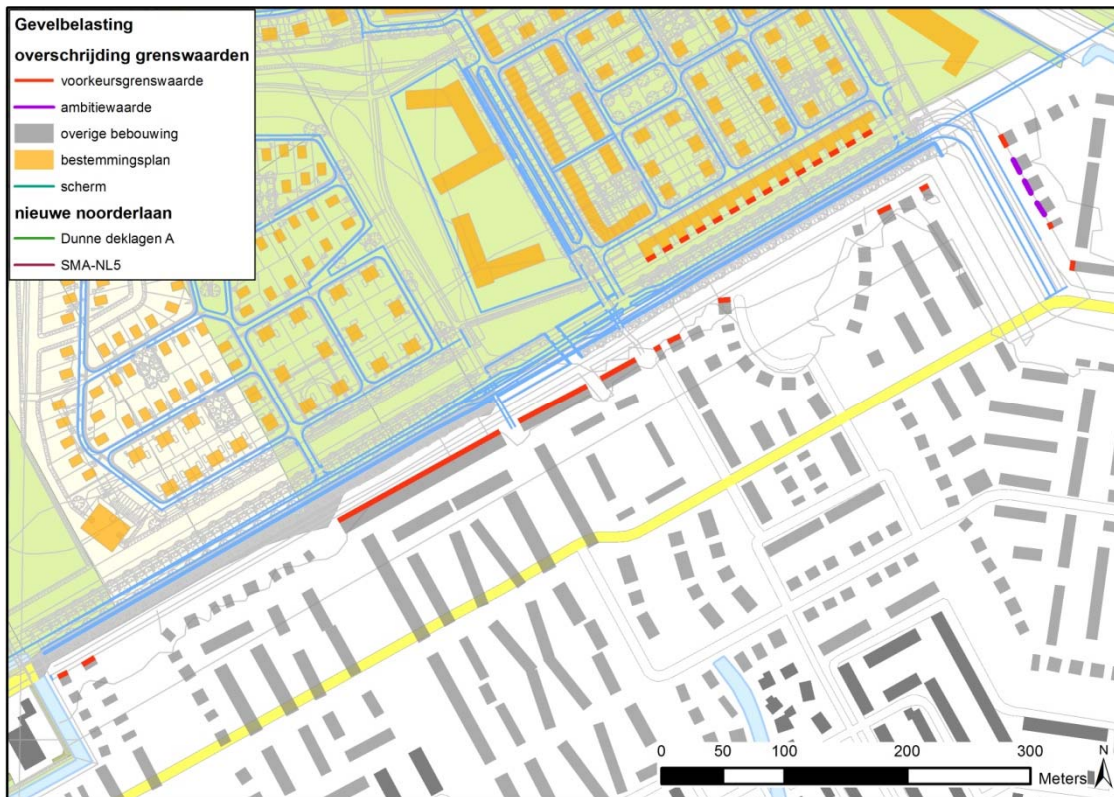 Gevelbelasting
overschrijding grenswaarden
voorkeursgrenswaarde
ambitiewaarde
overige bebouwing
bestemmingsplan
scherm
nieuwe noorderlaan
Dunne deklagen A
SMA-NL5
0 50 100 200 300
Meters
N